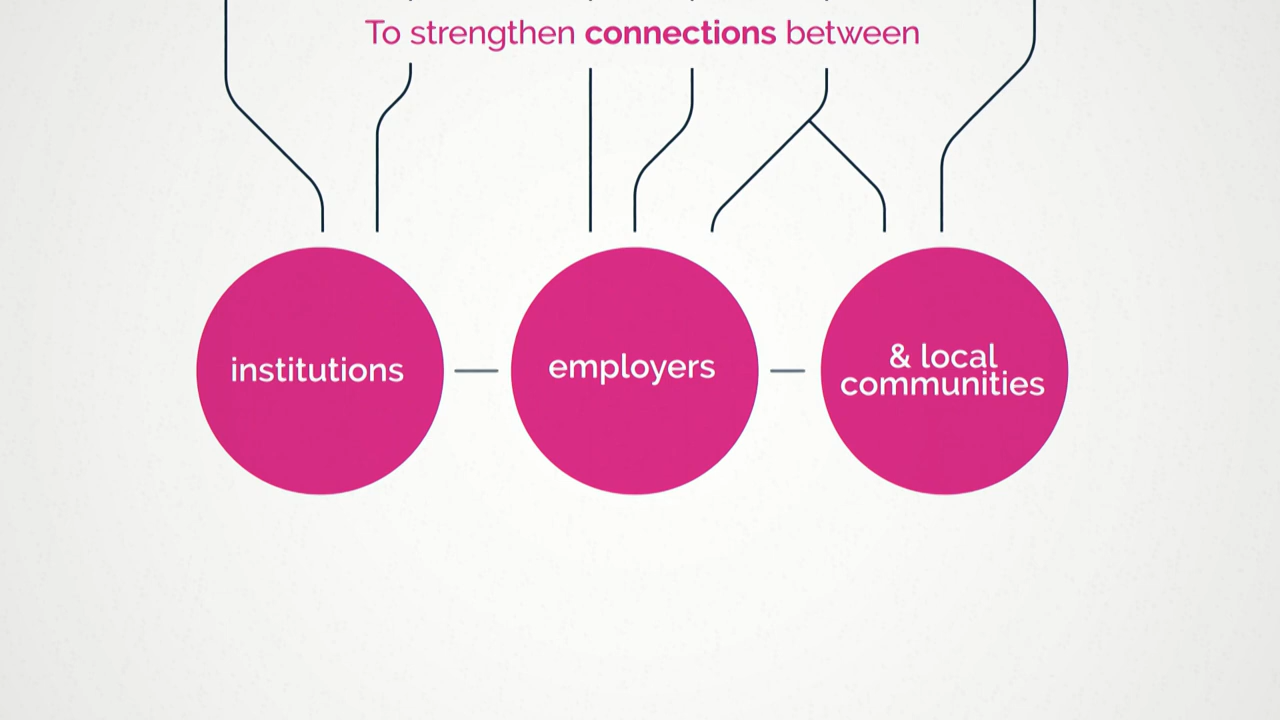 To strengthen connections between
institutions
employers
& local
communities